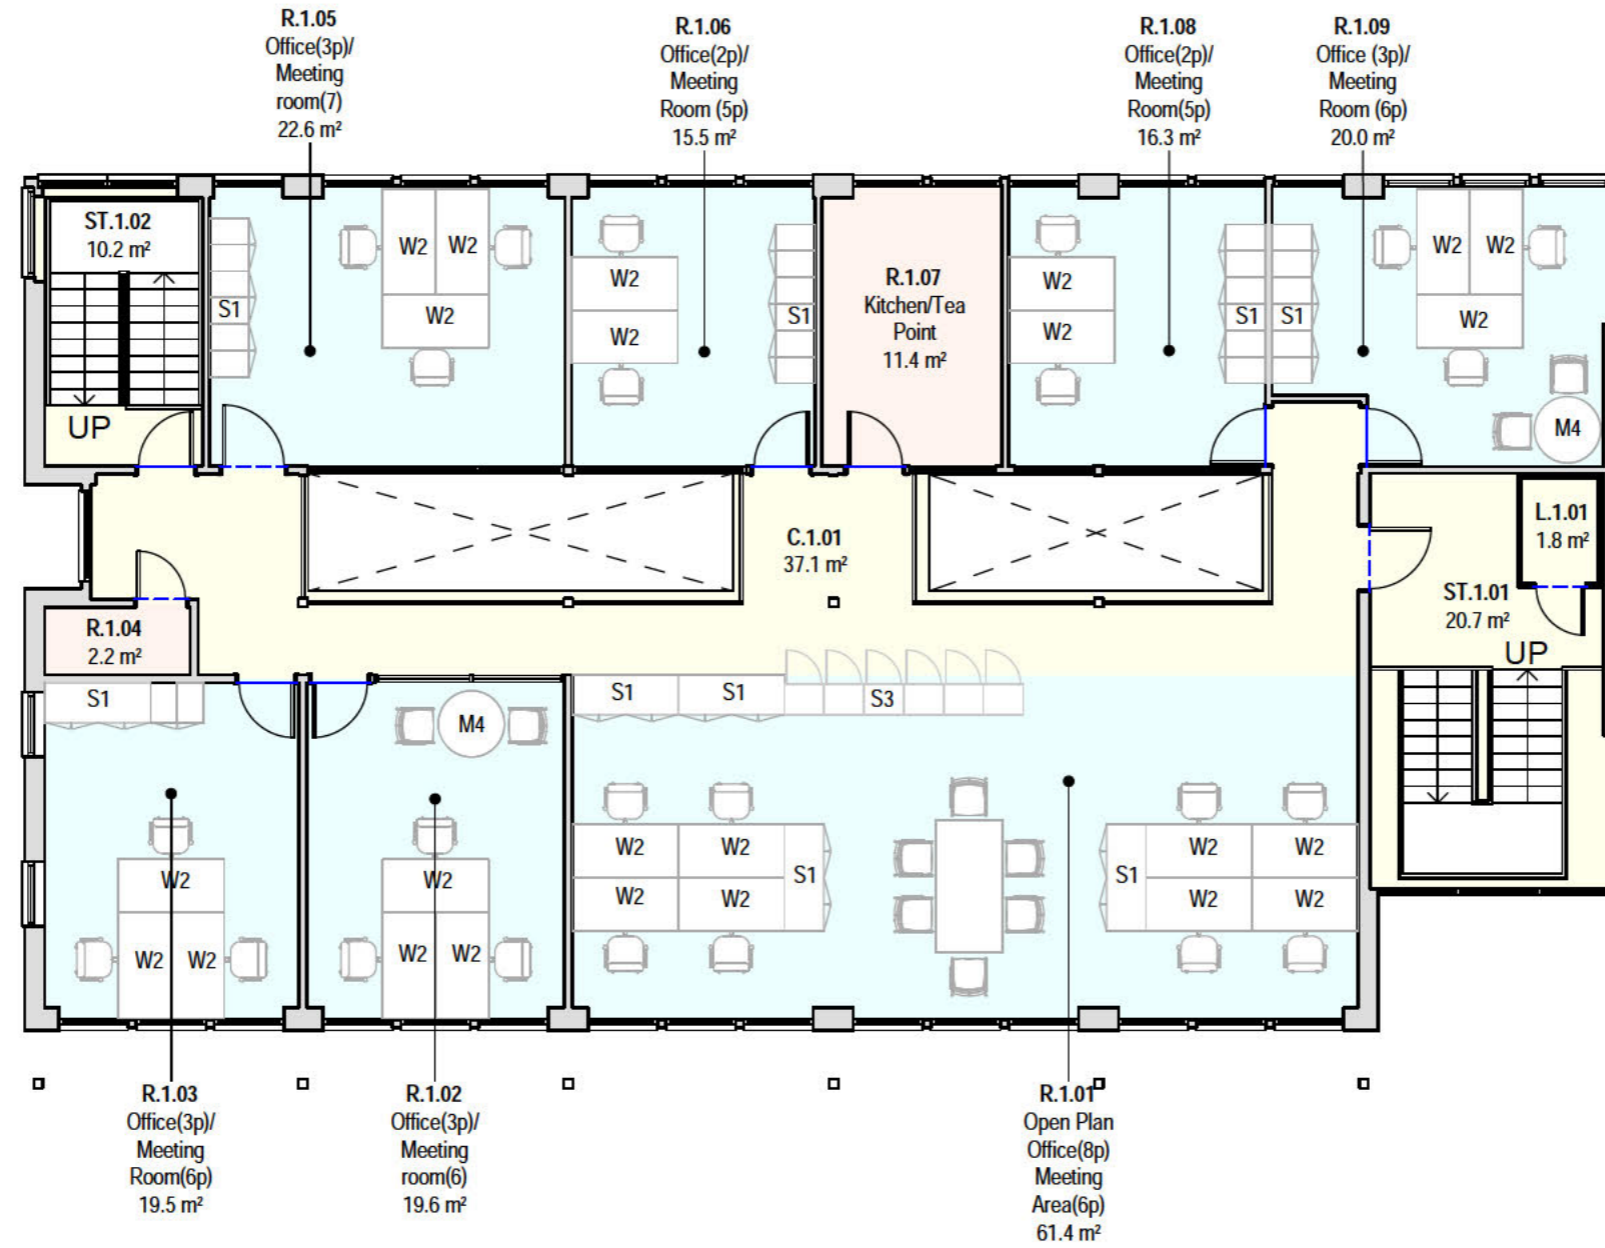 R.1.05
Office(3p)/
Meeting
room(7)
22.6 m²
R.1.06
Office(2p)/
Meeting
Room (5p)
15.5 m²
R.1.08
Office(2p)/
Meeting
Room(5p)
16.3 m²
R.1.09
Office (3p)/
Meeting
Room (6p)
20.0 m²
ST.1.02
10.2 m²
UP
S1
W2
W2
W2
W2
W2
S1
R.1.07
Kitchen/Tea
Point
11.4 m²
W2
W2
S1
S1
W2
W2
W2
M4
C.1.01
37.1 m²
L.1.01
1.8 m²
ST.1.01
20.7 m²
UP
R.1.04
2.2 m²
S1
M4
S1
S1
S3
W2
W2
W2
W2
W2
W2
W2
W2
W2
W2
S1
S1
W2
W2
W2
W2
R.1.03
Office(3p)/
Meeting
Room(6p)
19.5 m²
R.1.02
Office(3p)/
Meeting
room(6)
19.6 m²
R.1.01
Open Plan
Office(8p)
Meeting
Area(6p)
61.4 m²